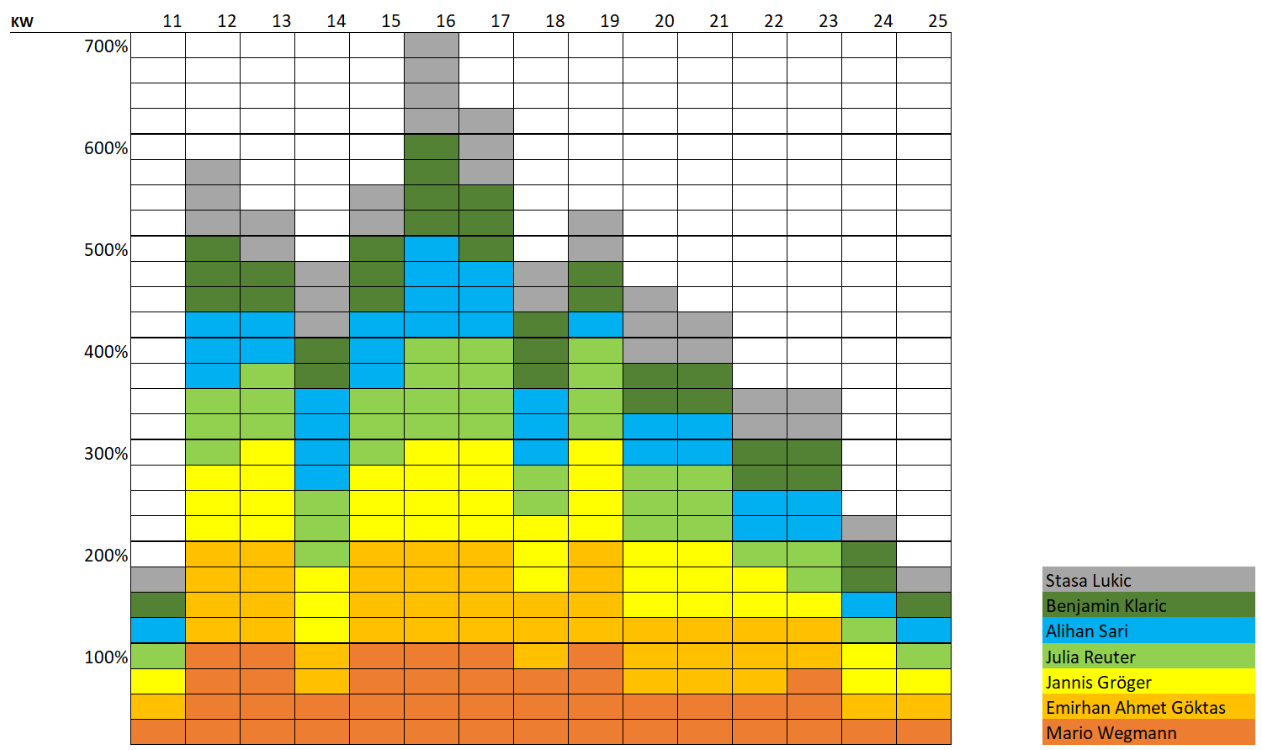 KW 11 12 13 14 15 16 17 18 19 20 21 22 23 24 25
700%
600%
500%
400%
300%
200%
100%
Stasa Lukic
Benjamin Klaric
Alihan Sari
Julia Reuter
Jannis Gröger
Emirhan Ahmet Göktas
Mario Wegmann